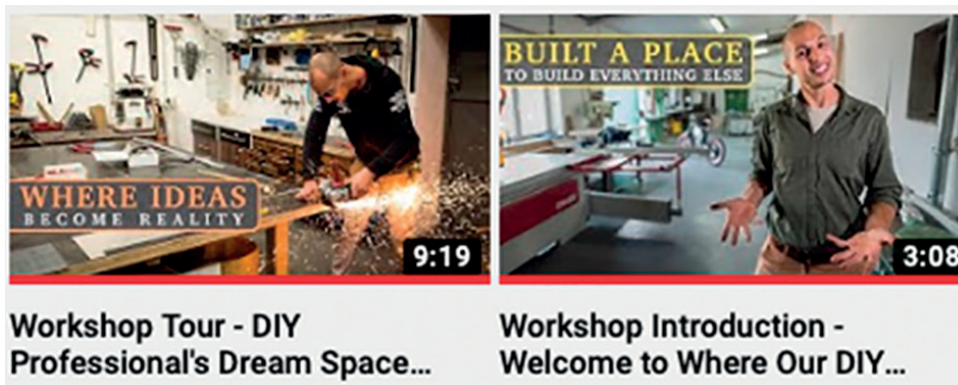 WHERE IDEAS
BECOME REALITY
9:19
BUILT A PLACE
TO BUILD EVERYTHING ELSE
3:08
Workshop Tour - DIY
Professional's Dream Space...
Workshop Introduction -
Welcome to Where Our DIY...